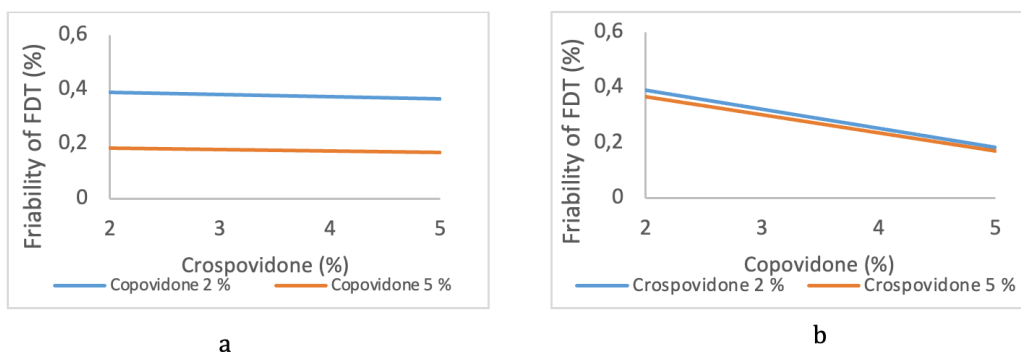 Friability of FDT (%)
0,6
0,4
0,2
0
2 3 4 5
Crospovidone (%)
Copovidone 2 % Copovidone 5 %
a
Friability of FDT (%)
0,6
0,4
0,2
0
2 3 4 5
Copovidone (%)
Crospovidone 2 % Crospovidone 5 %
b